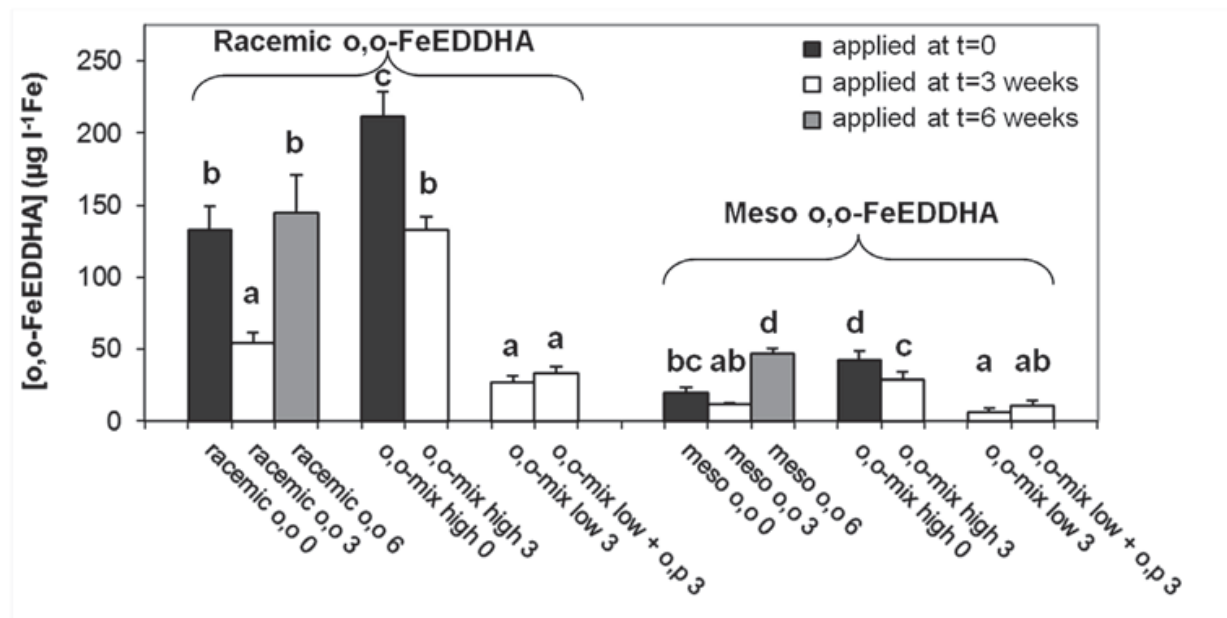 [o,o-FeEDDHA] (µg l-1Fe)
250
200
150
100
50
0
Racemic o,o-FeEDDHA
applied at t=0
applied at t=3 weeks
applied at t=6 weeks
b
a
b
c
b
a
a
Meso o,o-FeEDDHA
bc
ab
d
d
c
a
ab
racemic o,o 0
racemic o,o 3
racemic o,o 6
o,o-mix high 0
o,o-mix high 3
o,o-mix low 3
o,o-mix low + o,p 3
meso o,o 0
meso o,o 3
meso o,o 6
o,o-mix high 0
o,o-mix high 3
o,o-mix low 3
o,o-mix low + o,p 3